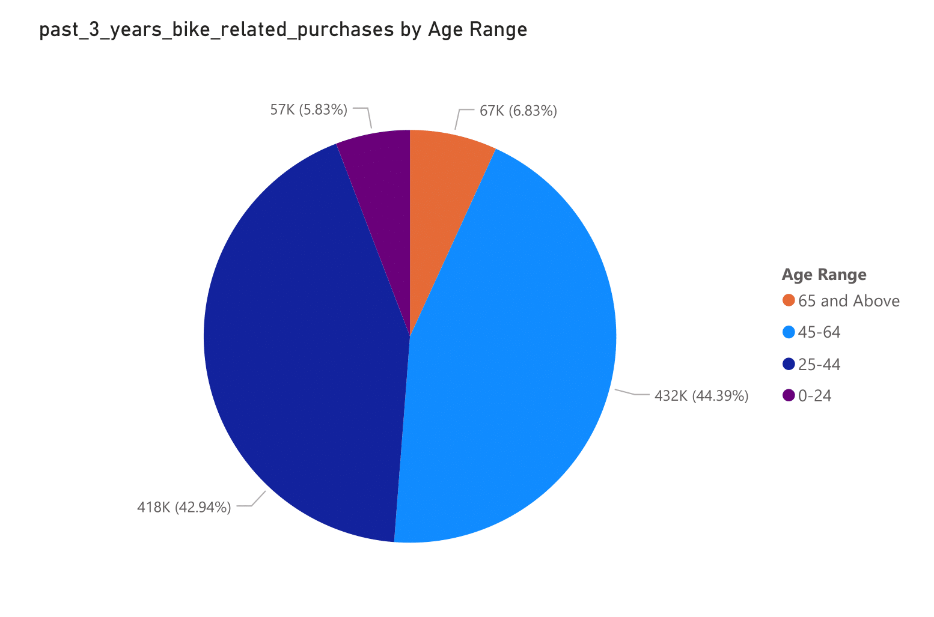 past_3_years_bike_related_purchases by Age Range
57K (5.83%)
67K (6.83%)
432K (44.39%)
418K (42.94%)
Age Range
65 and Above
45-64
25-44
0-24